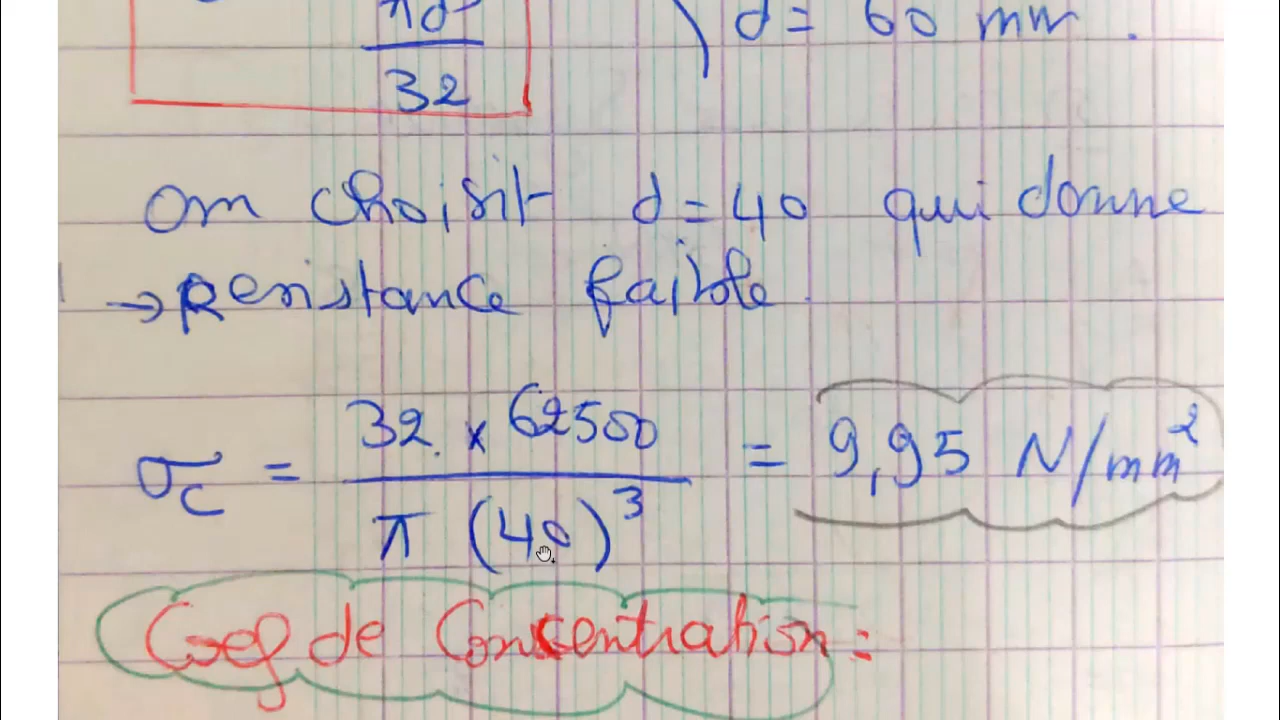 πd³ / 32
d = 60 mm.
On choisit d = 40 qui donne
→ Resistance faible.
σc = 32 × 62500 / π (40)³ = 9,95 N/mm²
Coef de Concentration :